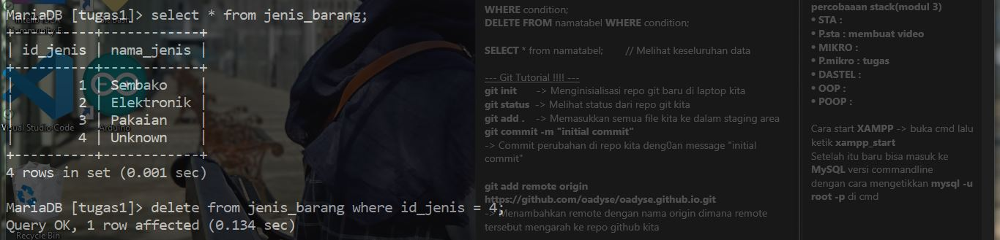 MariaDB [tugas1]> select * from jenis_barang;
+----------+------------+
| id_jenis | nama_jenis |
+----------+------------+
| 1 | Sembako |
| 2 | Elektronik |
| 3 | Pakaian |
| 4 | Unknown |
+----------+------------+
4 rows in set (0.001 sec)
MariaDB [tugas1]> delete from jenis_barang where id_jenis = 4;
Query OK, 1 row affected (0.134 sec)
Visual Studio Code
Arduino
Recycle Bin
WHERE condition;
DELETE FROM namatabel WHERE condition;
SELECT * from namatabel; // Melihat keseluruhan data
--- Git Tutorial !!!! ---
git init -> Menginisialisasi repo git baru di laptop kita
git status -> Melihat status dari repo git kita
git add . -> Memasukkan semua file kita ke dalam staging area
git commit -m "initial commit"
-> Commit perubahan di repo kita deng0an message "initial
commit"
git add remote origin
https://github.com/oadyse/oadyse.github.io.git
-> Menambahkan remote dengan nama origin dimana remote
tersebut mengarah ke repo github kita
percobaaan stack(modul 3)
• STA :
• P.sta : membuat video
• MIKRO :
• P.mikro : tugas
• DASTEL :
• OOP :
• POOP :
Cara start XAMPP -> buka cmd lalu
ketik xampp_start
Setelah itu baru bisa masuk ke
MySQL versi commandline
dengan cara mengetikkan mysql -u
root -p di cmd